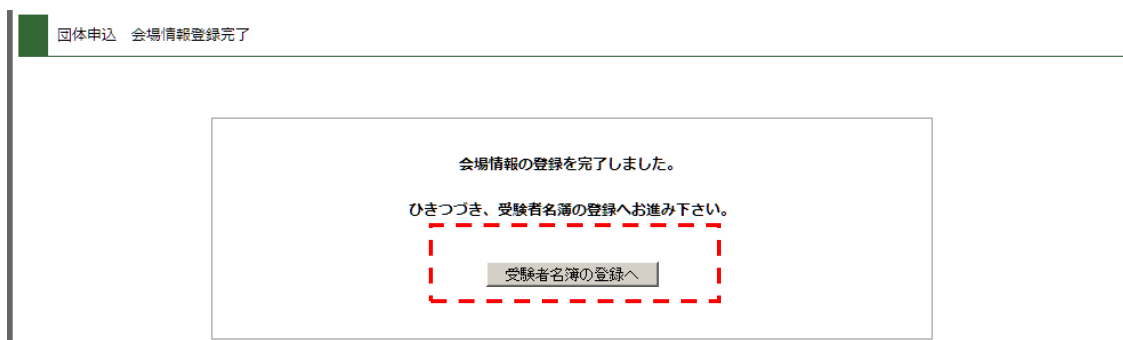 団体申込　会場情報登録完了
会場情報の登録を完了しました。
ひきつづき、受験者名簿の登録へお進み下さい。
受験者名簿の登録へ